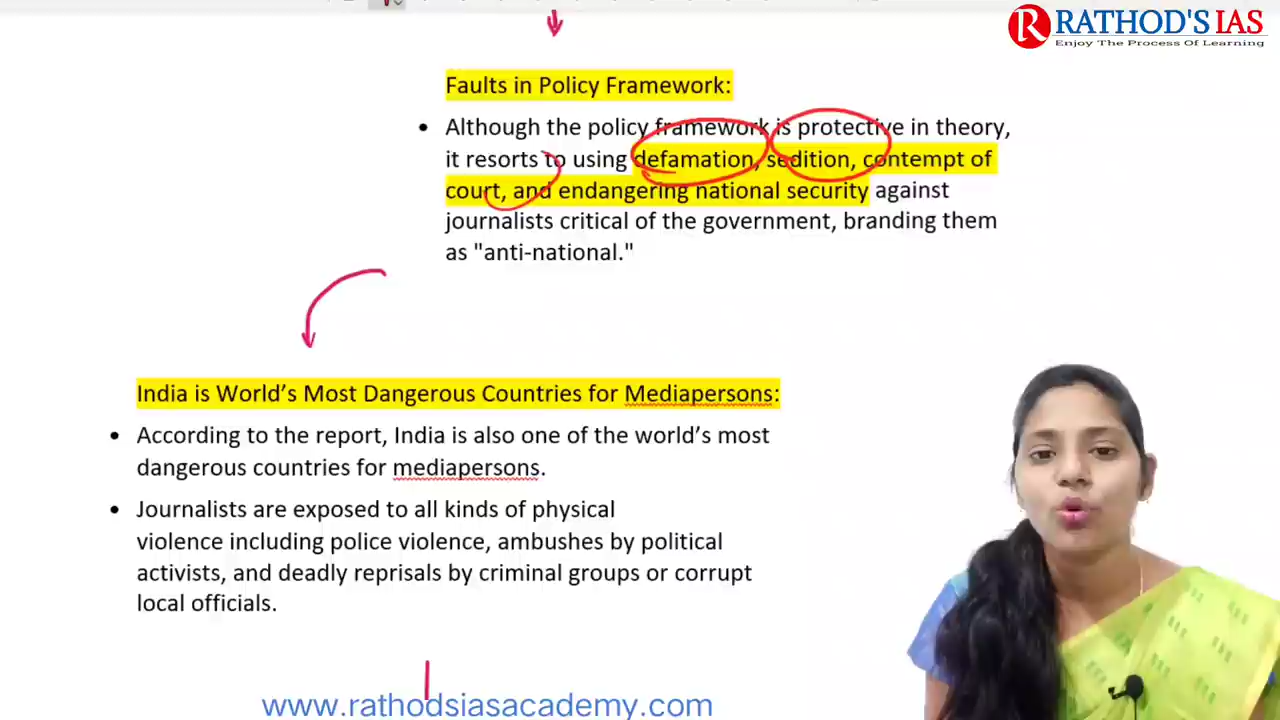 RATHOD'S IAS
Enjoy The Process Of Learning
Faults in Policy Framework:
• Although the policy framework is protective in theory,
it resorts to using defamation, sedition, contempt of
court, and endangering national security against
journalists critical of the government, branding them
as "anti-national."
India is World’s Most Dangerous Countries for Mediapersons:
• According to the report, India is also one of the world’s most
dangerous countries for mediapersons.
• Journalists are exposed to all kinds of physical
violence including police violence, ambushes by political
activists, and deadly reprisals by criminal groups or corrupt
local officials.
www.rathodsiasacademy.com